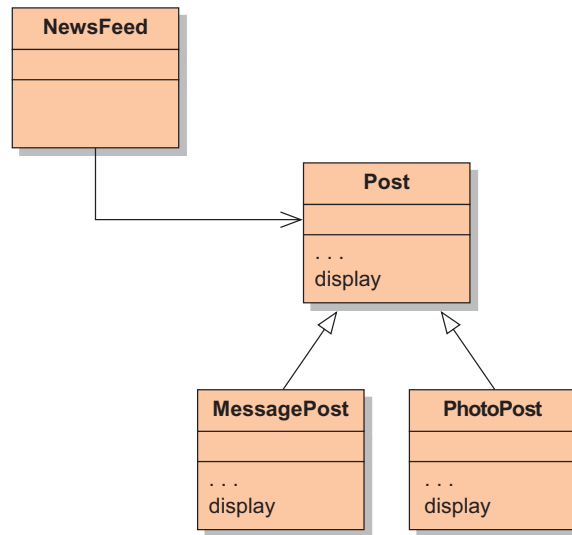 NewsFeed
Post
. . .
display
MessagePost
. . .
display
PhotoPost
. . .
display